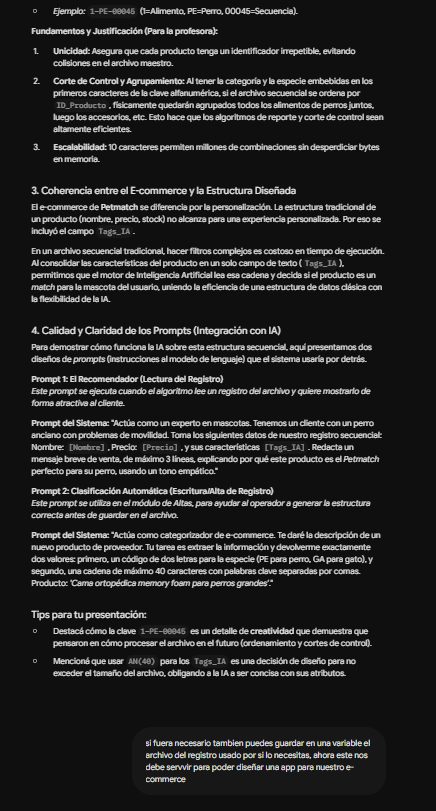 ○ Ejemplo: 1-PE-00045 (1=Alimento, PE=Perro, 00045=Secuencia).
Fundamentos y Justificación (Para la profesora):
1. Unicidad: Asegura que cada producto tenga un identificador irrepetible, evitando
colisiones en el archivo maestro.
2. Corte de Control y Agrupamiento: Al tener la categoría y la especie embebidas en los
primeros caracteres de la clave alfanumérica, si el archivo secuencial se ordena por
ID_Producto, físicamente quedarán agrupados todos los alimentos de perros juntos,
luego los accesorios, etc. Esto hace que los algoritmos de reporte y corte de control sean
altamente eficientes.
3. Escalabilidad: 10 caracteres permiten millones de combinaciones sin desperdiciar bytes
en memoria.
3. Coherencia entre el E-commerce y la Estructura Diseñada
El e-commerce de Petmatch se diferencia por la personalización. La estructura tradicional de
un producto (nombre, precio, stock) no alcanza para una experiencia personalizada. Por eso se
incluyó el campo Tags_IA.
En un archivo secuencial tradicional, hacer filtros complejos es costoso en tiempo de ejecución.
Al consolidar las características del producto en un solo campo de texto (Tags_IA),
permitimos que el motor de Inteligencia Artificial lea esa cadena y decida si el producto es un
match para la mascota del usuario, uniendo la eficiencia de una estructura de datos clásica con
la flexibilidad de la IA.
4. Calidad y Claridad de los Prompts (Integración con IA)
Para demostrar cómo funciona la IA sobre esta estructura secuencial, aquí presentamos dos
diseños de prompts (instrucciones al modelo de lenguaje) que el sistema usaría por detrás.
Prompt 1: El Recomendador (Lectura del Registro)
Este prompt se ejecuta cuando el algoritmo lee un registro del archivo y quiere mostrarlo de
forma atractiva al cliente.
Prompt del Sistema: "Actúa como un experto en mascotas. Tenemos un cliente con un perro
anciano con problemas de movilidad. Toma los siguientes datos de nuestro registro secuencial:
Nombre: [Nombre], Precio: [Precio], y sus características [Tags_IA]. Redacta un
mensaje breve de venta, de máximo 3 líneas, explicando por qué este producto es el Petmatch
perfecto para su perro, usando un tono empático."
Prompt 2: Clasificación Automática (Escritura/Alta de Registro)
Este prompt se utiliza en el módulo de Altas, para ayudar al operador a generar la estructura
correcta antes de guardar en el archivo.
Prompt del Sistema: "Actúa como categorizador de e-commerce. Te daré la descripción de un
nuevo producto de proveedor. Tu tarea es extraer la información y devolverme exactamente
dos valores: primero, un código de dos letras para la especie (PE para perro, GA para gato), y
segundo, una cadena de máximo 40 caracteres con palabras clave separadas por comas.
Producto: 'Cama ortopédica memory foam para perros grandes'."
Tips para tu presentación:
○ Destacá cómo la clave 1-PE-00045 es un detalle de creatividad que demuestra que
pensaron en cómo procesar el archivo en el futuro (ordenamiento y cortes de control).
○ Mencioná que usar AN(40) para los Tags_IA es una decisión de diseño para no
exceder el tamaño del archivo, obligando a la IA a ser concisa con sus atributos.
si fuera necesario tambien puedes guardar en una variable el
archivo del registro usado por si lo necesitas, ahora este nos
debe servvir para poder diseñar una app para nuestro e-
commerce